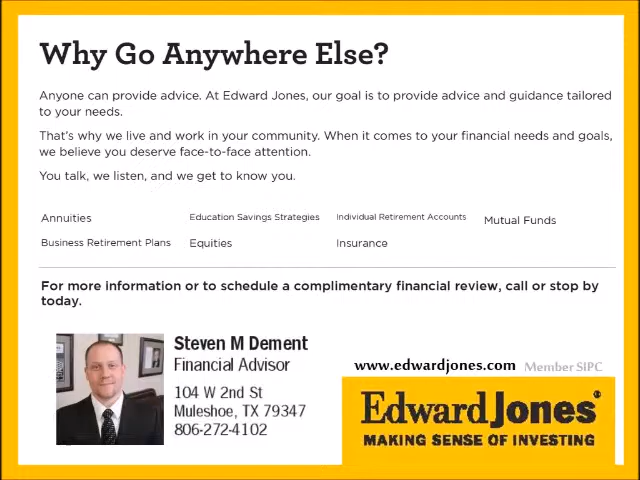 Why Go Anywhere Else?
Anyone can provide advice. At Edward Jones, our goal is to provide advice and guidance tailored
to your needs.
That's why we live and work in your community. When it comes to your financial needs and goals,
we believe you deserve face-to-face attention.
You talk, we listen, and we get to know you.
Annuities Education Savings Strategies Individual Retirement Accounts Mutual Funds
Business Retirement Plans Equities Insurance
For more information or to schedule a complimentary financial review, call or stop by
today.
Steven M Dement
Financial Advisor
104 W 2nd St
Muleshoe, TX 79347
806-272-4102
www.edwardjones.com Member SIPC
Edward Jones®
MAKING SENSE OF INVESTING